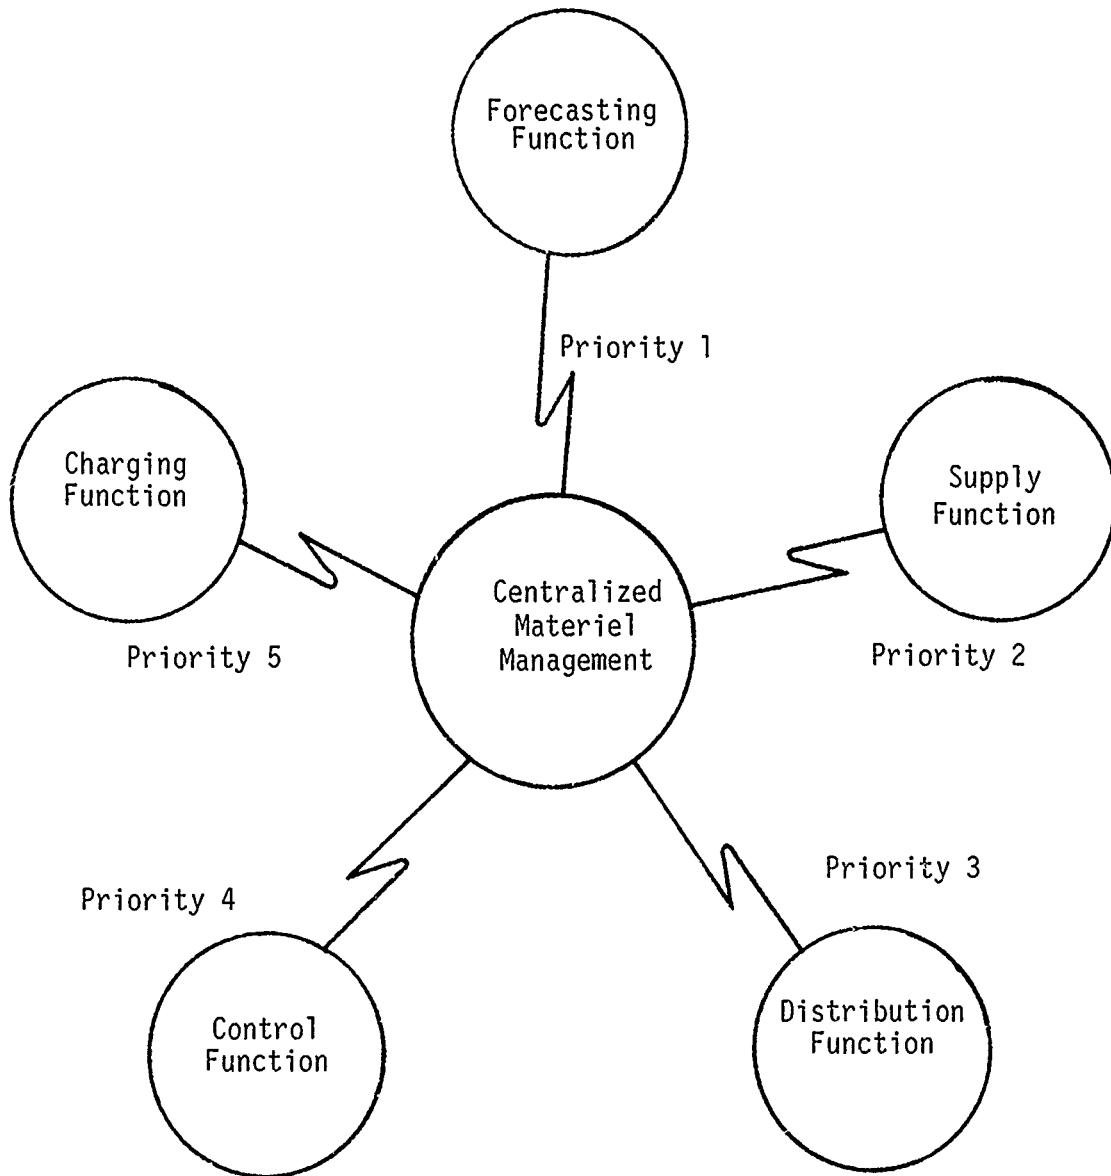 Forecasting
Function
Priority 1
Charging
Function
Supply
Function
Centralized
Materiel
Management
Priority 5
Priority 2
Priority 3
Priority 4
Distribution
Function
Control
Function